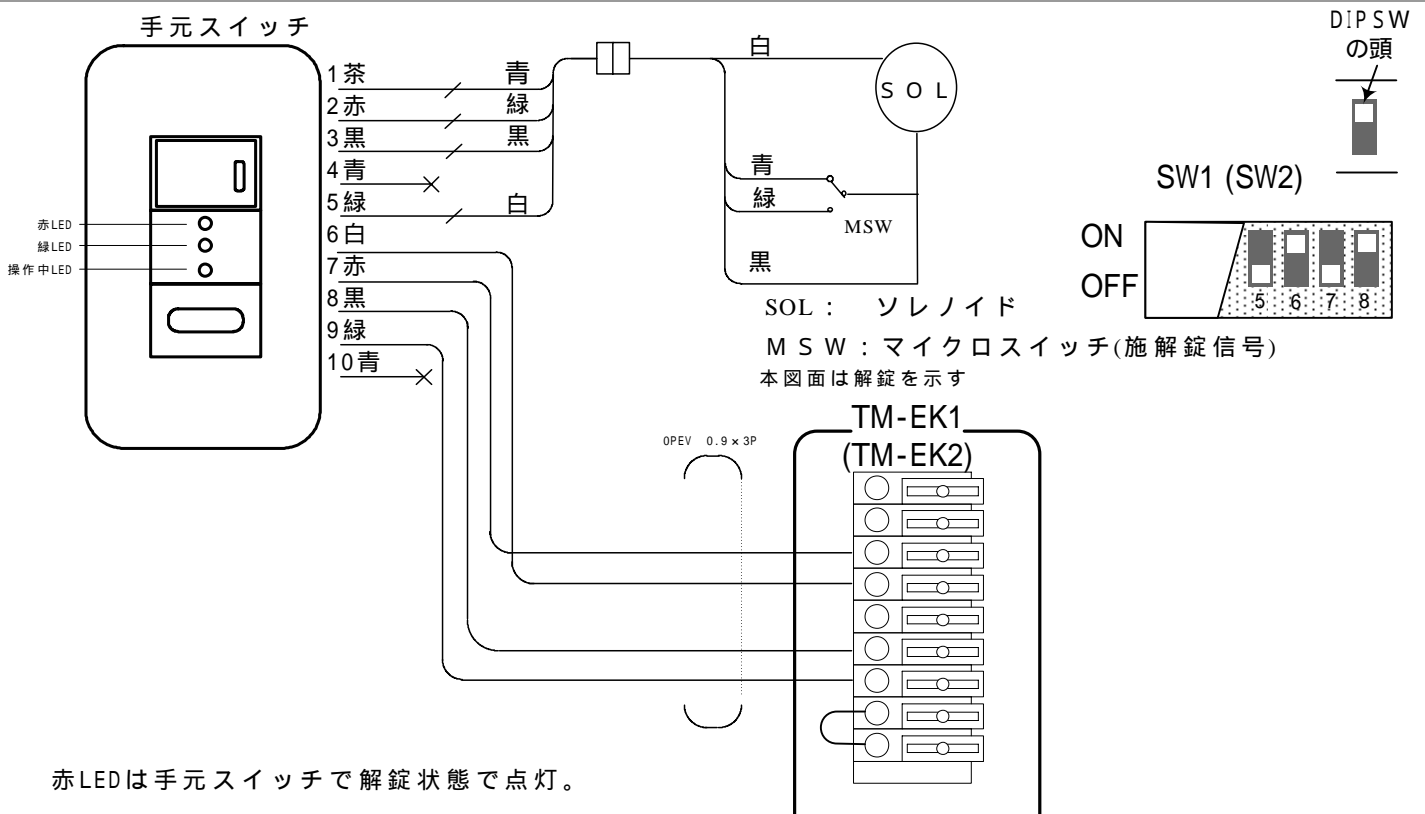 手元スイッチ
DIPSW
の頭
1茶
青
2赤
緑
3黒
黒
4青
5緑
白
6白
7赤
8黒
9緑
10青
赤LED
緑LED
操作中LED
白
SOL
青
緑
MSW
黒
SW1 (SW2)
ON
OFF
5 6 7 8
SOL： ソレノイド
MSW：マイクロスイッチ(施解錠信号)
本図面は解錠を示す
TM-EK1
(TM-EK2)
OPEV 0.9×3P
赤LEDは手元スイッチで解錠状態で点灯。